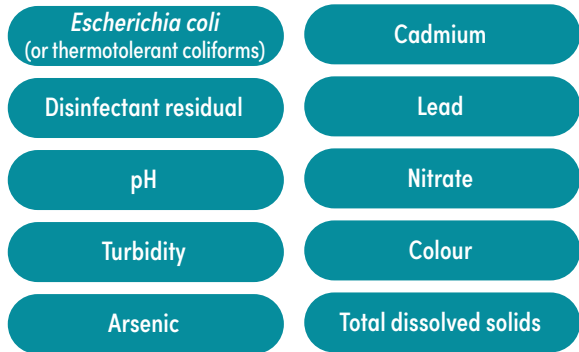 Escherichia coli
(or thermotolerant coliforms)
Disinfectant residual
pH
Turbidity
Arsenic
Cadmium
Lead
Nitrate
Colour
Total dissolved solids